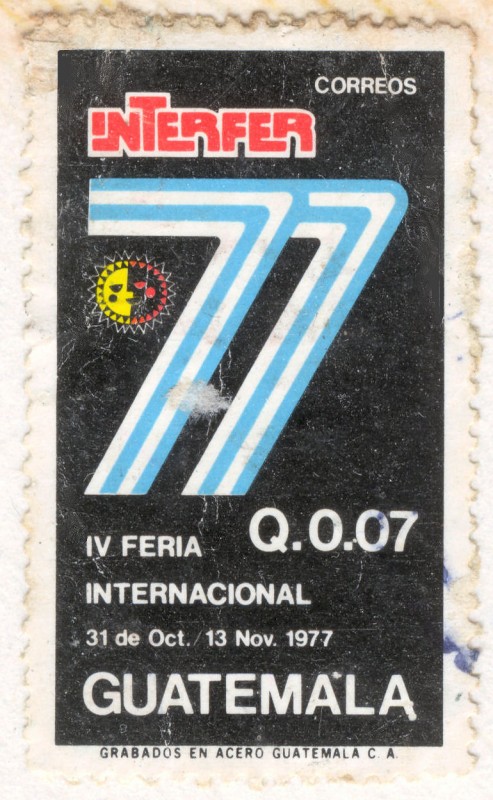 CORREOS
INTERFER
77
IV FERIA
Q.0.07
INTERNACIONAL
31 de Oct./13 Nov. 1977
GUATEMALA
GRABADOS EN ACERO GUATEMALA C. A.